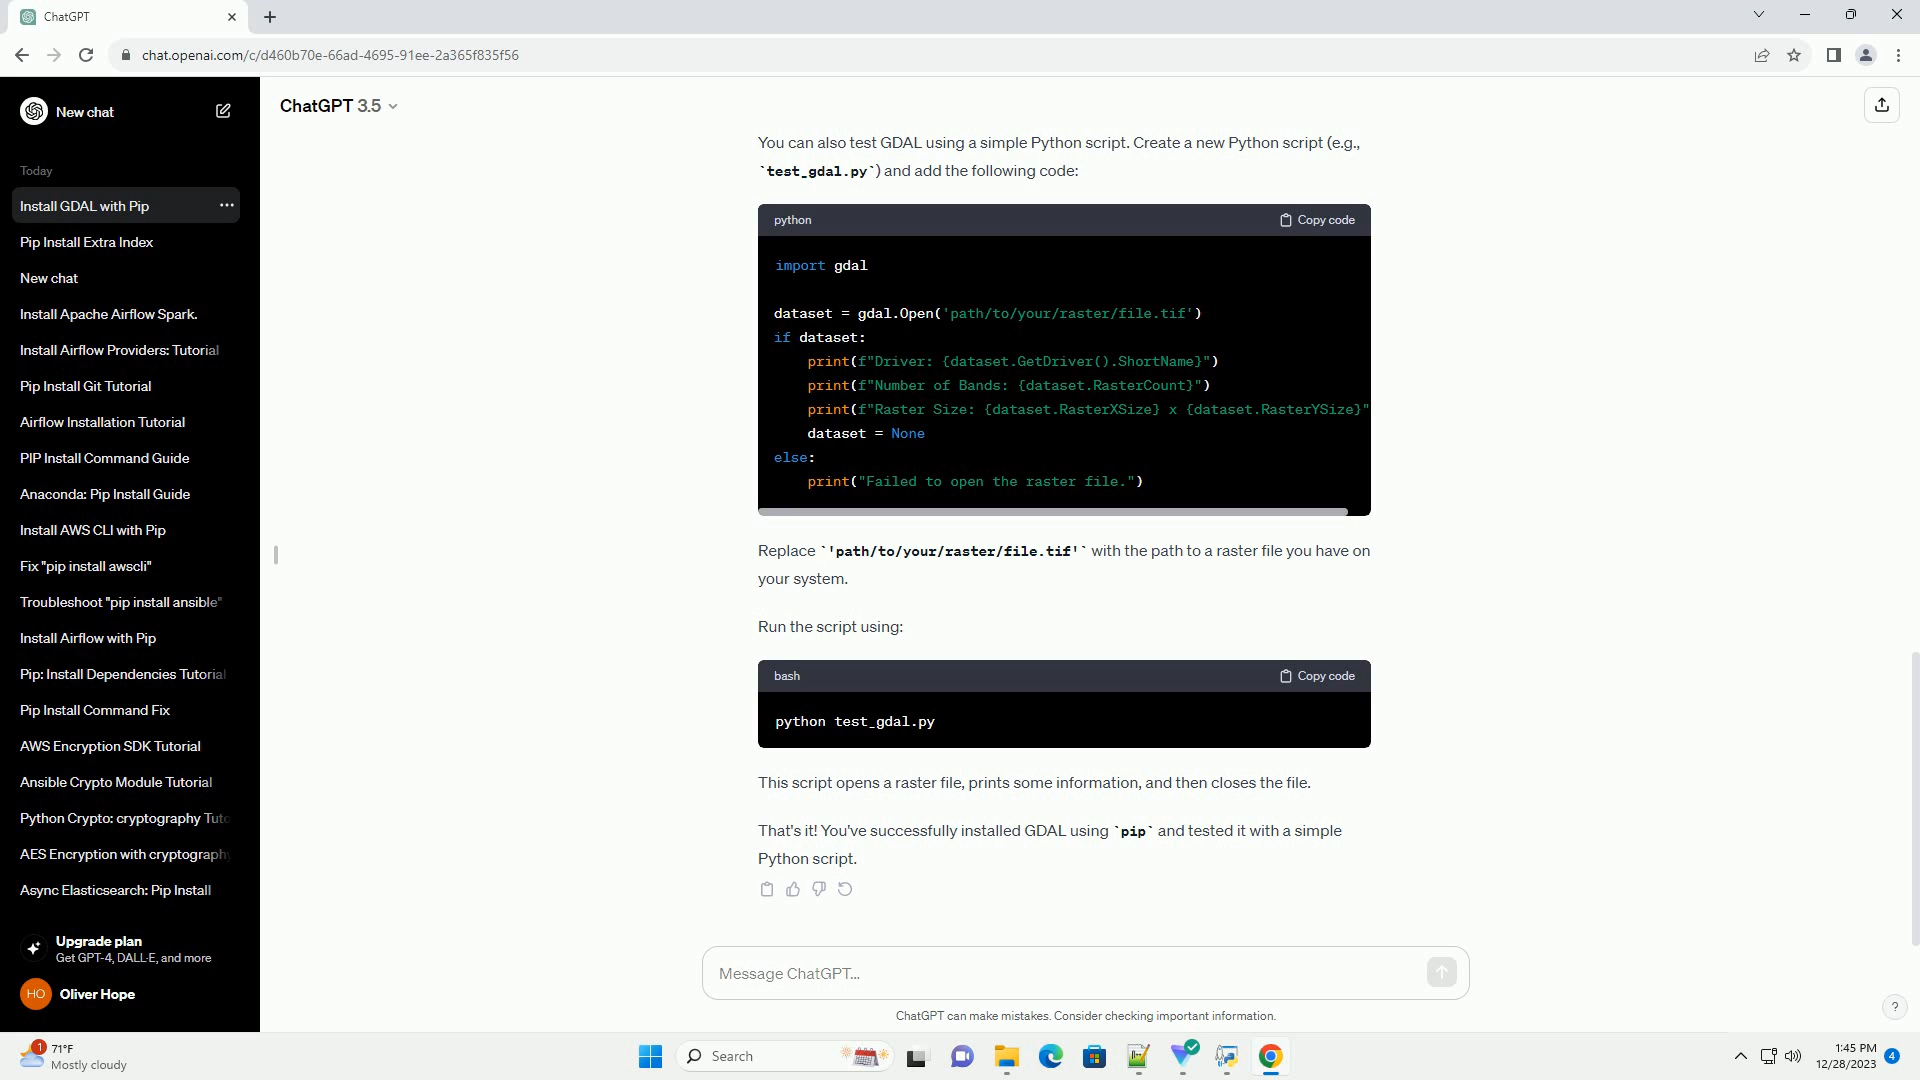 ChatGPT
chat.openai.com/c/d460b70e-66ad-4695-91ee-2a365f835f56
New chat
ChatGPT 3.5
Today
Install GDAL with Pip
Pip Install Extra Index
New chat
Install Apache Airflow Spark.
Install Airflow Providers: Tutorial
Pip Install Git Tutorial
Airflow Installation Tutorial
PIP Install Command Guide
Anaconda: Pip Install Guide
Install AWS CLI with Pip
Fix "pip install awscli"
Troubleshoot "pip install ansible"
Install Airflow with Pip
Pip: Install Dependencies Tutorial
Pip Install Command Fix
AWS Encryption SDK Tutorial
Ansible Crypto Module Tutorial
Python Crypto: cryptography Tuto
AES Encryption with cryptography
Async Elasticsearch: Pip Install
Upgrade plan
Get GPT-4, DALL·E, and more
HO Oliver Hope
You can also test GDAL using a simple Python script. Create a new Python script (e.g.,
`test_gdal.py`) and add the following code:
python Copy code
import gdal
dataset = gdal.Open('path/to/your/raster/file.tif')
if dataset:
print(f"Driver: {dataset.GetDriver().ShortName}")
print(f"Number of Bands: {dataset.RasterCount}")
print(f"Raster Size: {dataset.RasterXSize} x {dataset.RasterYSize}"
dataset = None
else:
print("Failed to open the raster file.")
Replace `'path/to/your/raster/file.tif'` with the path to a raster file you have on
your system.
Run the script using:
bash Copy code
python test_gdal.py
This script opens a raster file, prints some information, and then closes the file.
That's it! You've successfully installed GDAL using `pip` and tested it with a simple
Python script.
Message ChatGPT...
ChatGPT can make mistakes. Consider checking important information.
?
1
71°F
Mostly cloudy
Search
1:45 PM
12/28/2023
4